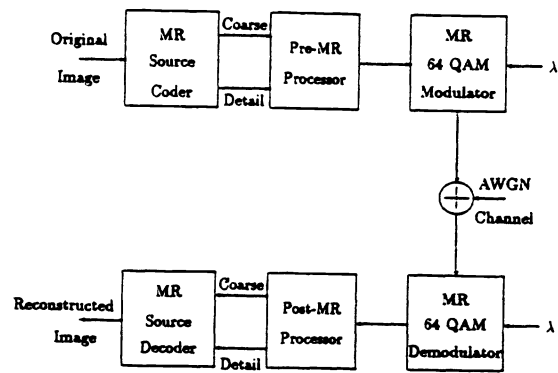 Original
Image
MR
Source
Coder
Coarse
Detail
Pre-MR
Processor
MR
64 QAM
Modulator
λ
AWGN
Channel
Reconstructed
Image
MR
Source
Decoder
Coarse
Detail
Post-MR
Processor
MR
64 QAM
Demodulator
λ